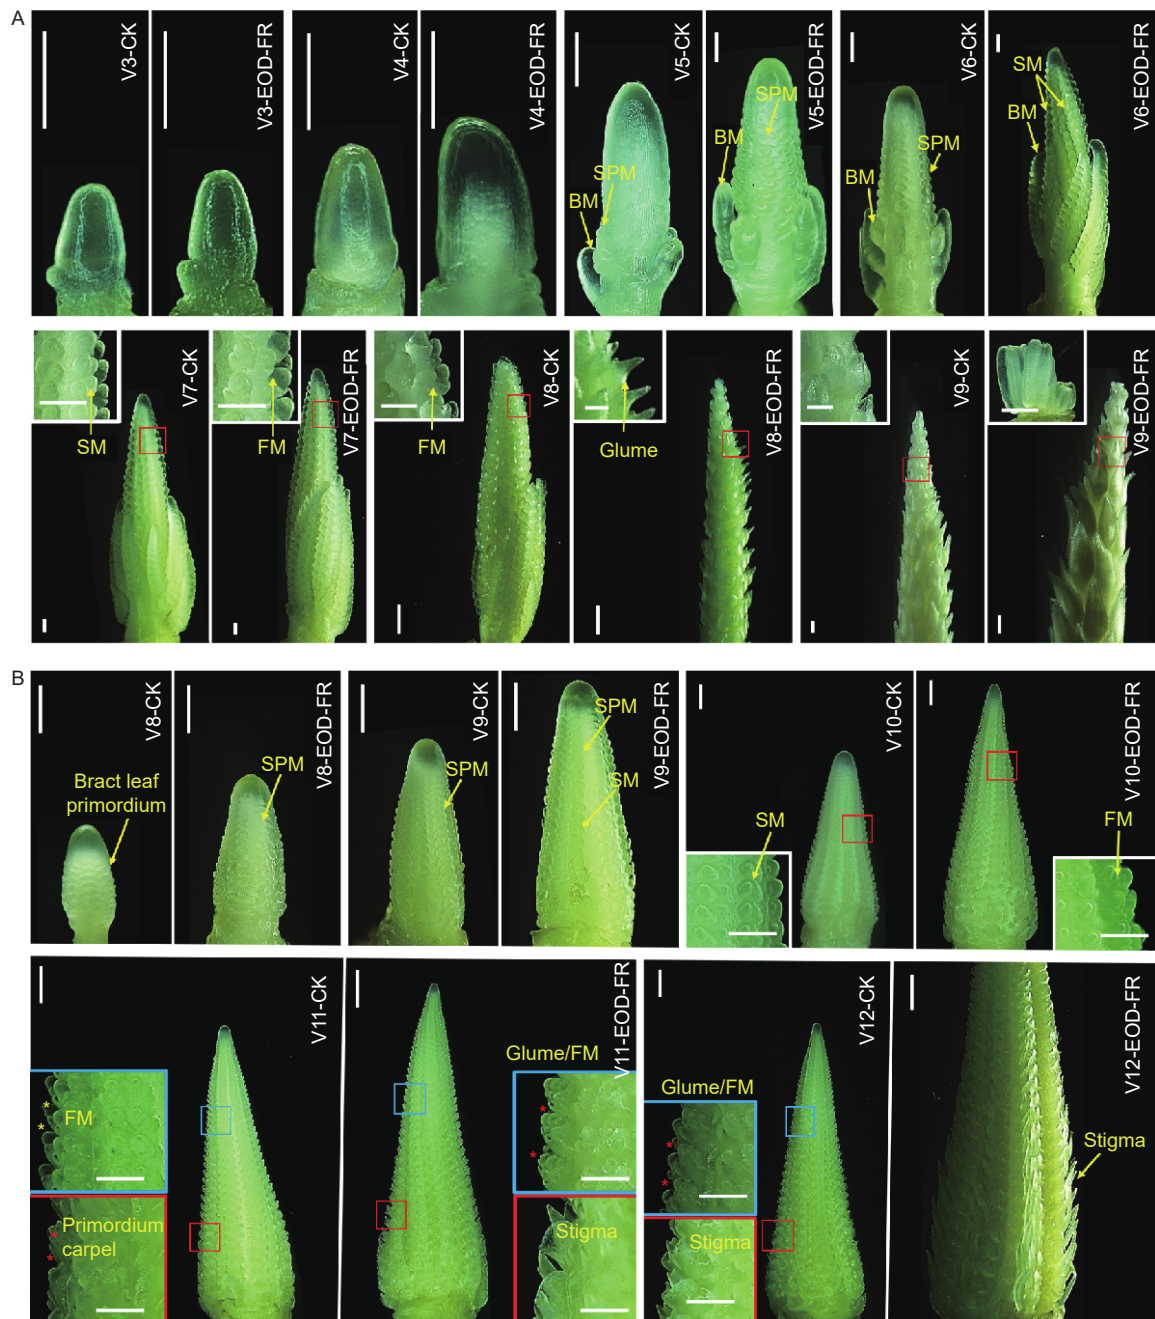 A
V3-CK
V3-EOD-FR
V4-CK
V4-EOD-FR
V5-CK
SPM
BM
V5-EOD-FR
SPM
BM
V6-CK
SPM
BM
V6-EOD-FR
SM
BM
V7-CK
SM
V7-EOD-FR
FM
V8-CK
FM
V8-EOD-FR
Glume
V9-CK
V9-EOD-FR
B
V8-CK
Bract leaf
primordium
V8-EOD-FR
SPM
V9-CK
SPM
V9-EOD-FR
SPM
SM
V10-CK
SM
V10-EOD-FR
FM
V11-CK
*
*
FM
Primordium
carpel
*
*
V11-EOD-FR
Glume/FM
*
*
Stigma
V12-CK
Glume/FM
*
*
Stigma
V12-EOD-FR
Stigma